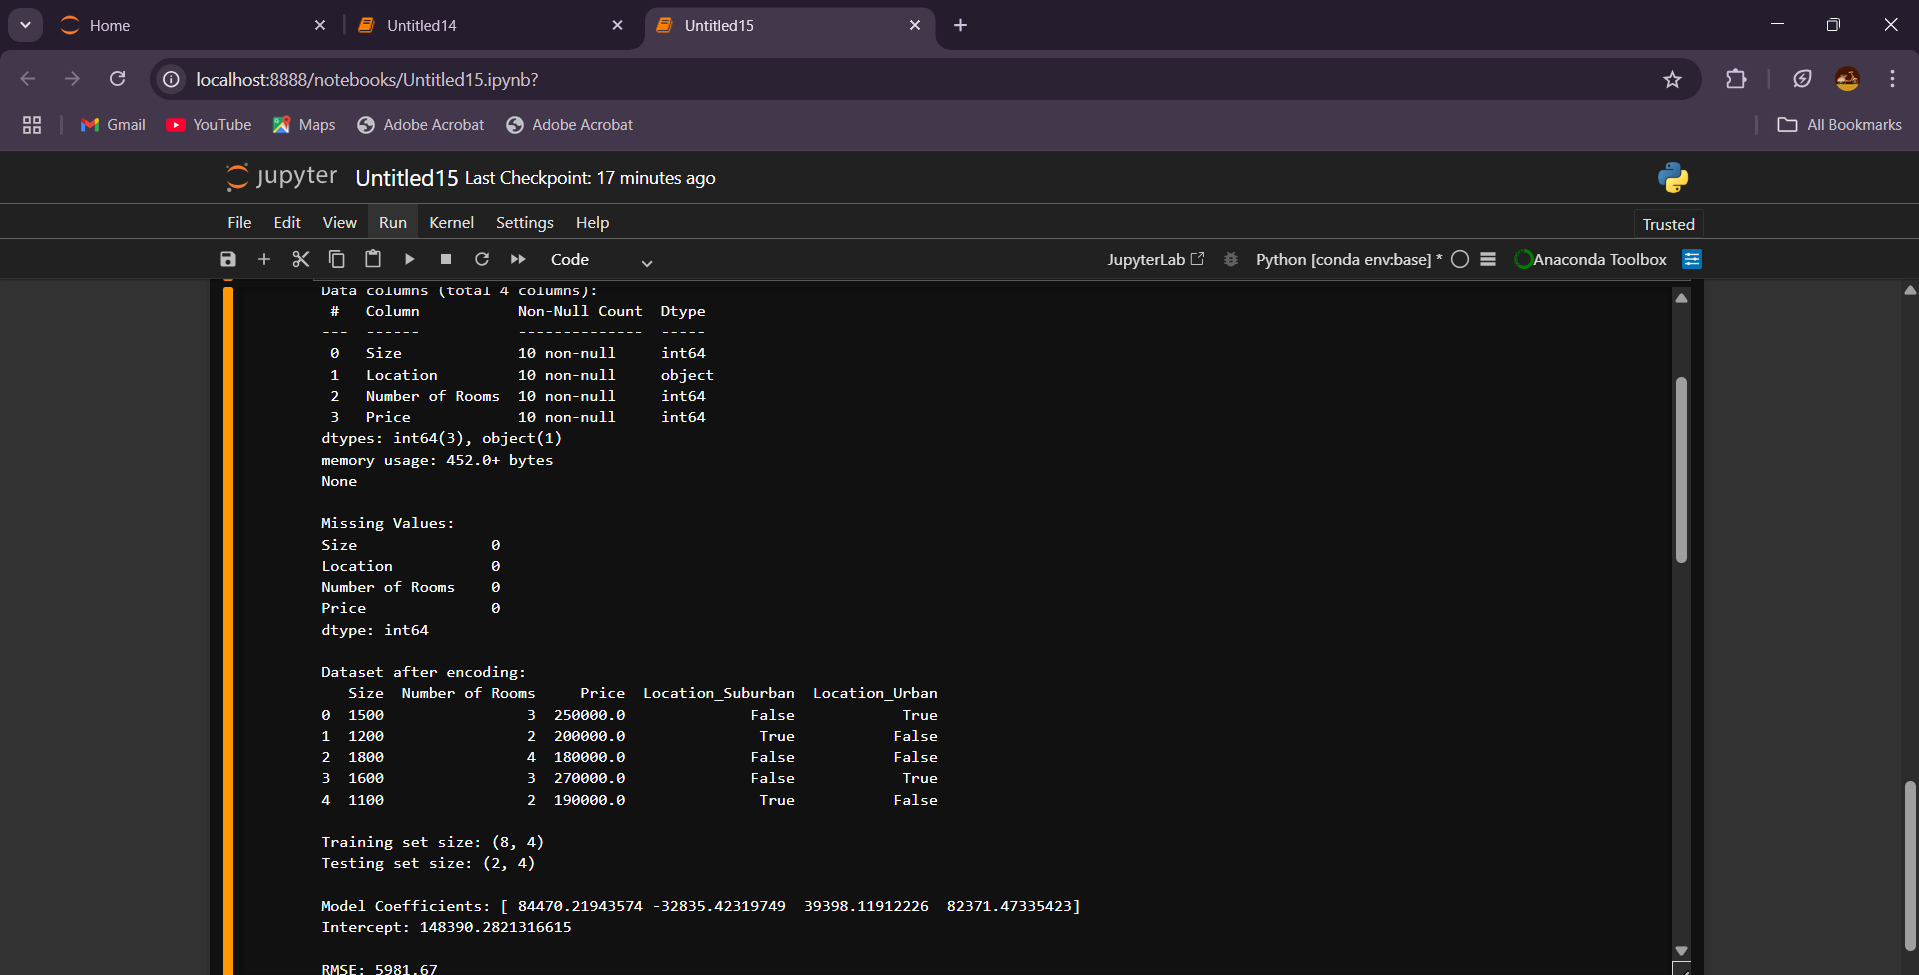 Home
Untitled14
Untitled15
localhost:8888/notebooks/Untitled15.ipynb?
Gmail YouTube Maps Adobe Acrobat Adobe Acrobat All Bookmarks
jupyter Untitled15 Last Checkpoint: 17 minutes ago
File Edit View Run Kernel Settings Help Trusted
Code JupyterLab Python [conda env:base] * Anaconda Toolbox
Data columns (total 4 columns):
 #   Column           Non-Null Count  Dtype
---  ------           --------------  -----
 0   Size             10 non-null     int64
 1   Location         10 non-null     object
 2   Number of Rooms  10 non-null     int64
 3   Price            10 non-null     int64
dtypes: int64(3), object(1)
memory usage: 452.0+ bytes
None
Missing Values:
Size               0
Location           0
Number of Rooms    0
Price              0
dtype: int64
Dataset after encoding:
   Size  Number of Rooms     Price  Location_Suburban  Location_Urban
0  1500                3  250000.0              False            True
1  1200                2  200000.0               True           False
2  1800                4  180000.0              False           False
3  1600                3  270000.0              False            True
4  1100                2  190000.0               True           False
Training set size: (8, 4)
Testing set size: (2, 4)
Model Coefficients: [ 84470.21943574 -32835.42319749  39398.11912226  82371.47335423]
Intercept: 148390.2821316615
RMSE: 5981.67